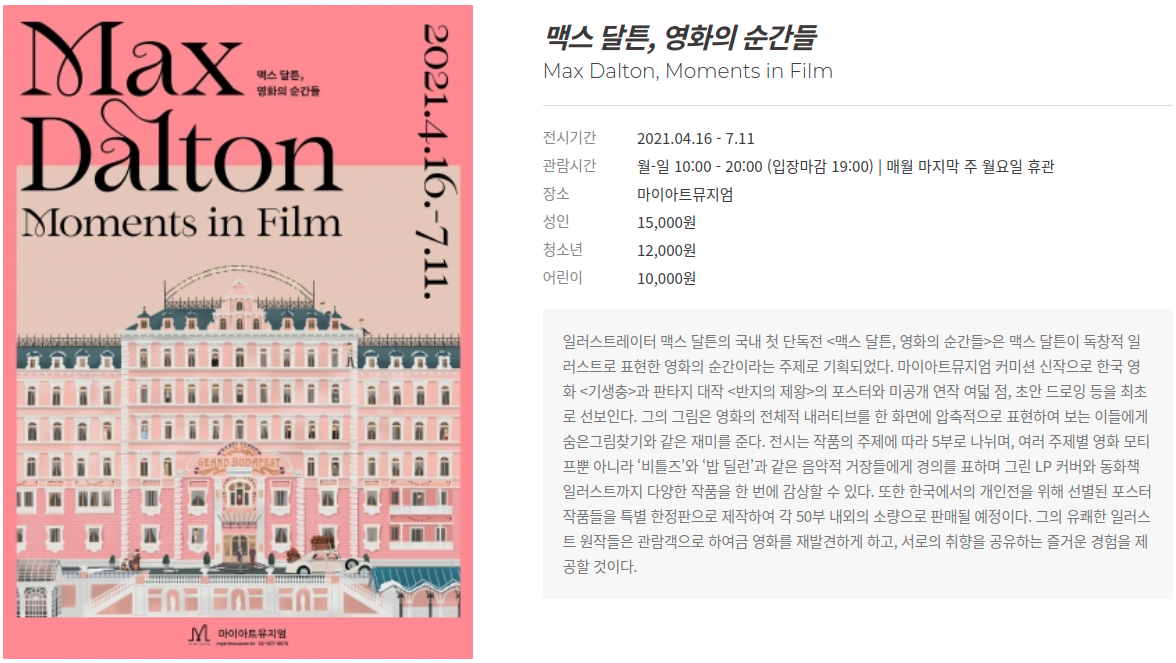 Max
맥스 달튼,
영화의 순간들
Dalton
Moments in Film
2021.4.16.-7.11.
GRAND BUDAPEST
마이아트뮤지엄
맥스 달튼, 영화의 순간들
Max Dalton, Moments in Film
전시기간 2021.04.16 - 7.11
관람시간 월-일 10:00 - 20:00 (입장마감 19:00) | 매월 마지막 주 월요일 휴관
장소 마이아트뮤지엄
성인 15,000원
청소년 12,000원
어린이 10,000원
일러스트레이터 맥스 달튼의 국내 첫 단독전 <맥스 달튼, 영화의 순간들>은 맥스 달튼이 독창적 일
러스트로 표현한 영화의 순간이라는 주제로 기획되었다. 마이아트뮤지엄 커미션 신작으로 한국 영
화 <기생충>과 판타지 대작 <반지의 제왕>의 포스터와 미공개 연작 여덟 점, 초안 드로잉 등을 최초
로 선보인다. 그의 그림은 영화의 전체적 내러티브를 한 화면에 압축적으로 표현하여 보는 이들에게
숨은그림찾기와 같은 재미를 준다. 전시는 작품의 주제에 따라 5부로 나뉘며, 여러 주제별 영화 모티
프뿐 아니라 ‘비틀즈’와 ‘밥 딜런’과 같은 음악적 거장들에게 경의를 표하며 그린 LP 커버와 동화책
일러스트까지 다양한 작품을 한 번에 감상할 수 있다. 또한 한국에서의 개인전을 위해 선별된 포스터
작품들을 특별 한정판으로 제작하여 각 50부 내외의 소량으로 판매될 예정이다. 그의 유쾌한 일러스
트 원작들은 관람객으로 하여금 영화를 재발견하게 하고, 서로의 취향을 공유하는 즐거운 경험을 제
공할 것이다.